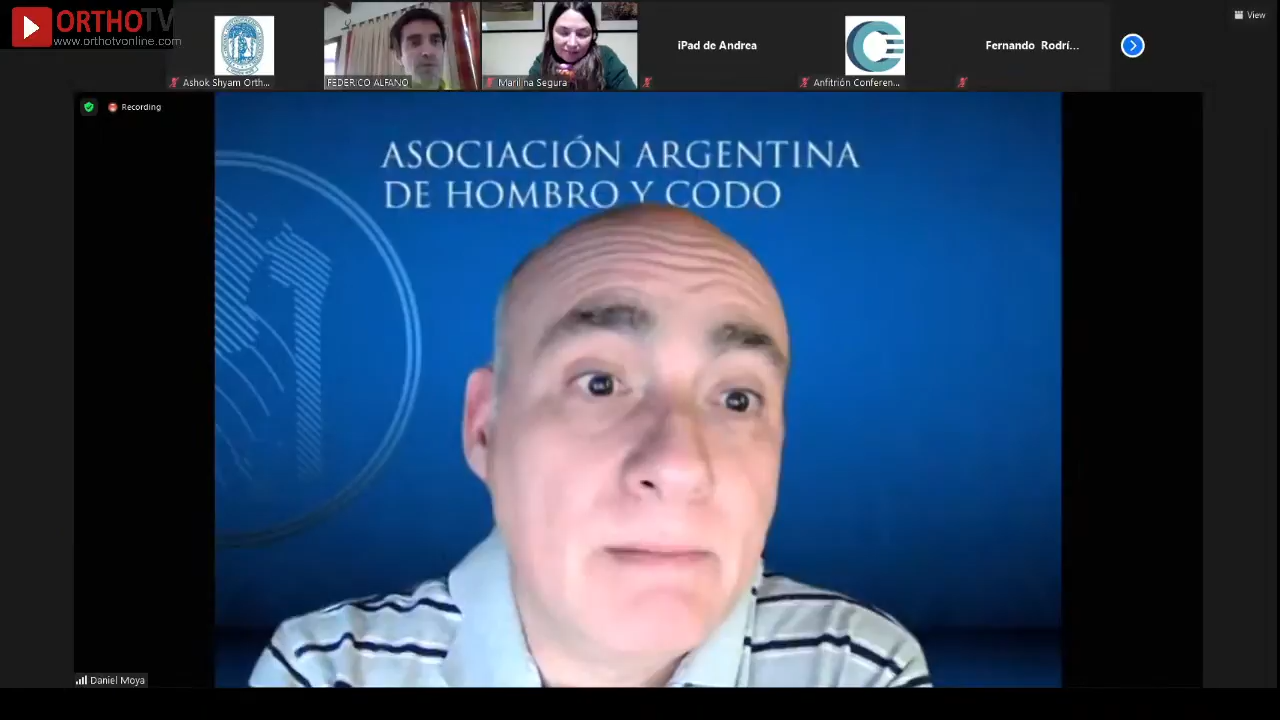 ORTHOTV
www.orthotvonline.com
Ashok Shyam Orth...
FEDERICO ALFANO
Marilina Segura
iPad de Andrea
Anfitrión Conferen...
Fernando Rodrí...
View
Recording
ASOCIACIÓN ARGENTINA
DE HOMBRO Y CODO
Daniel Moya